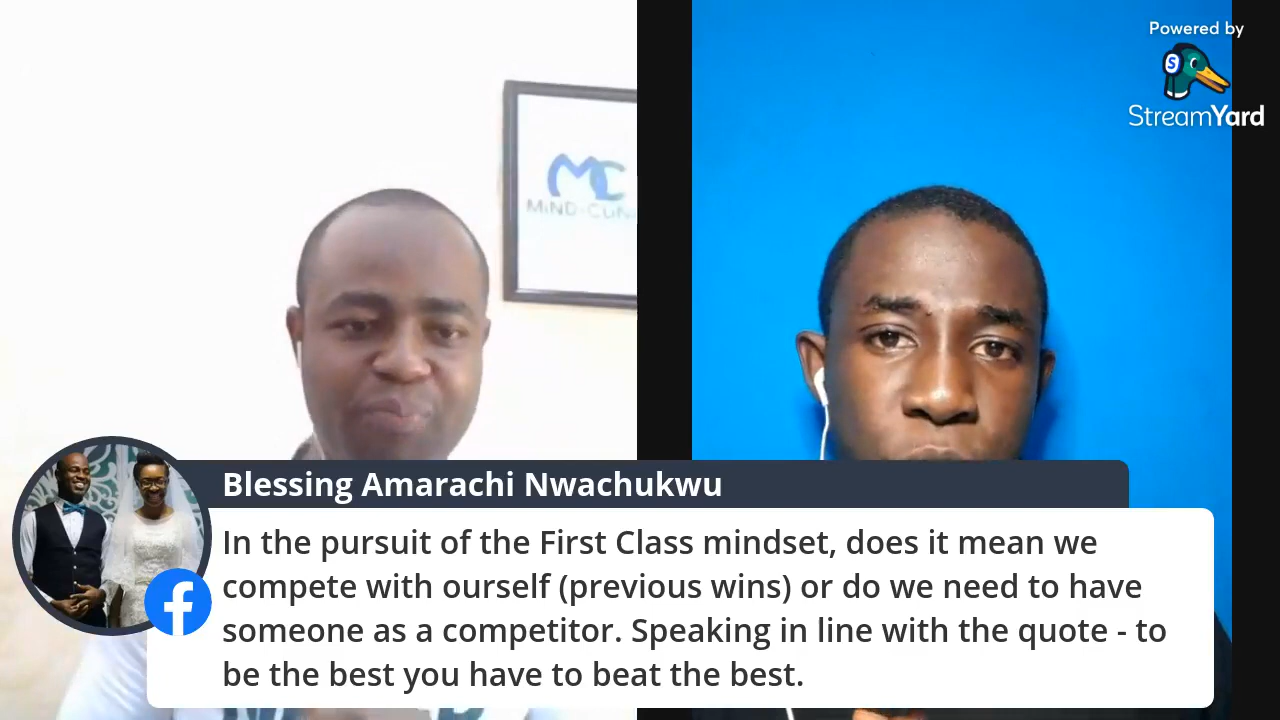 Powered by
StreamYard
MC
Blessing Amarachi Nwachukwu
In the pursuit of the First Class mindset, does it mean we
compete with ourself (previous wins) or do we need to have
someone as a competitor. Speaking in line with the quote - to
be the best you have to beat the best.